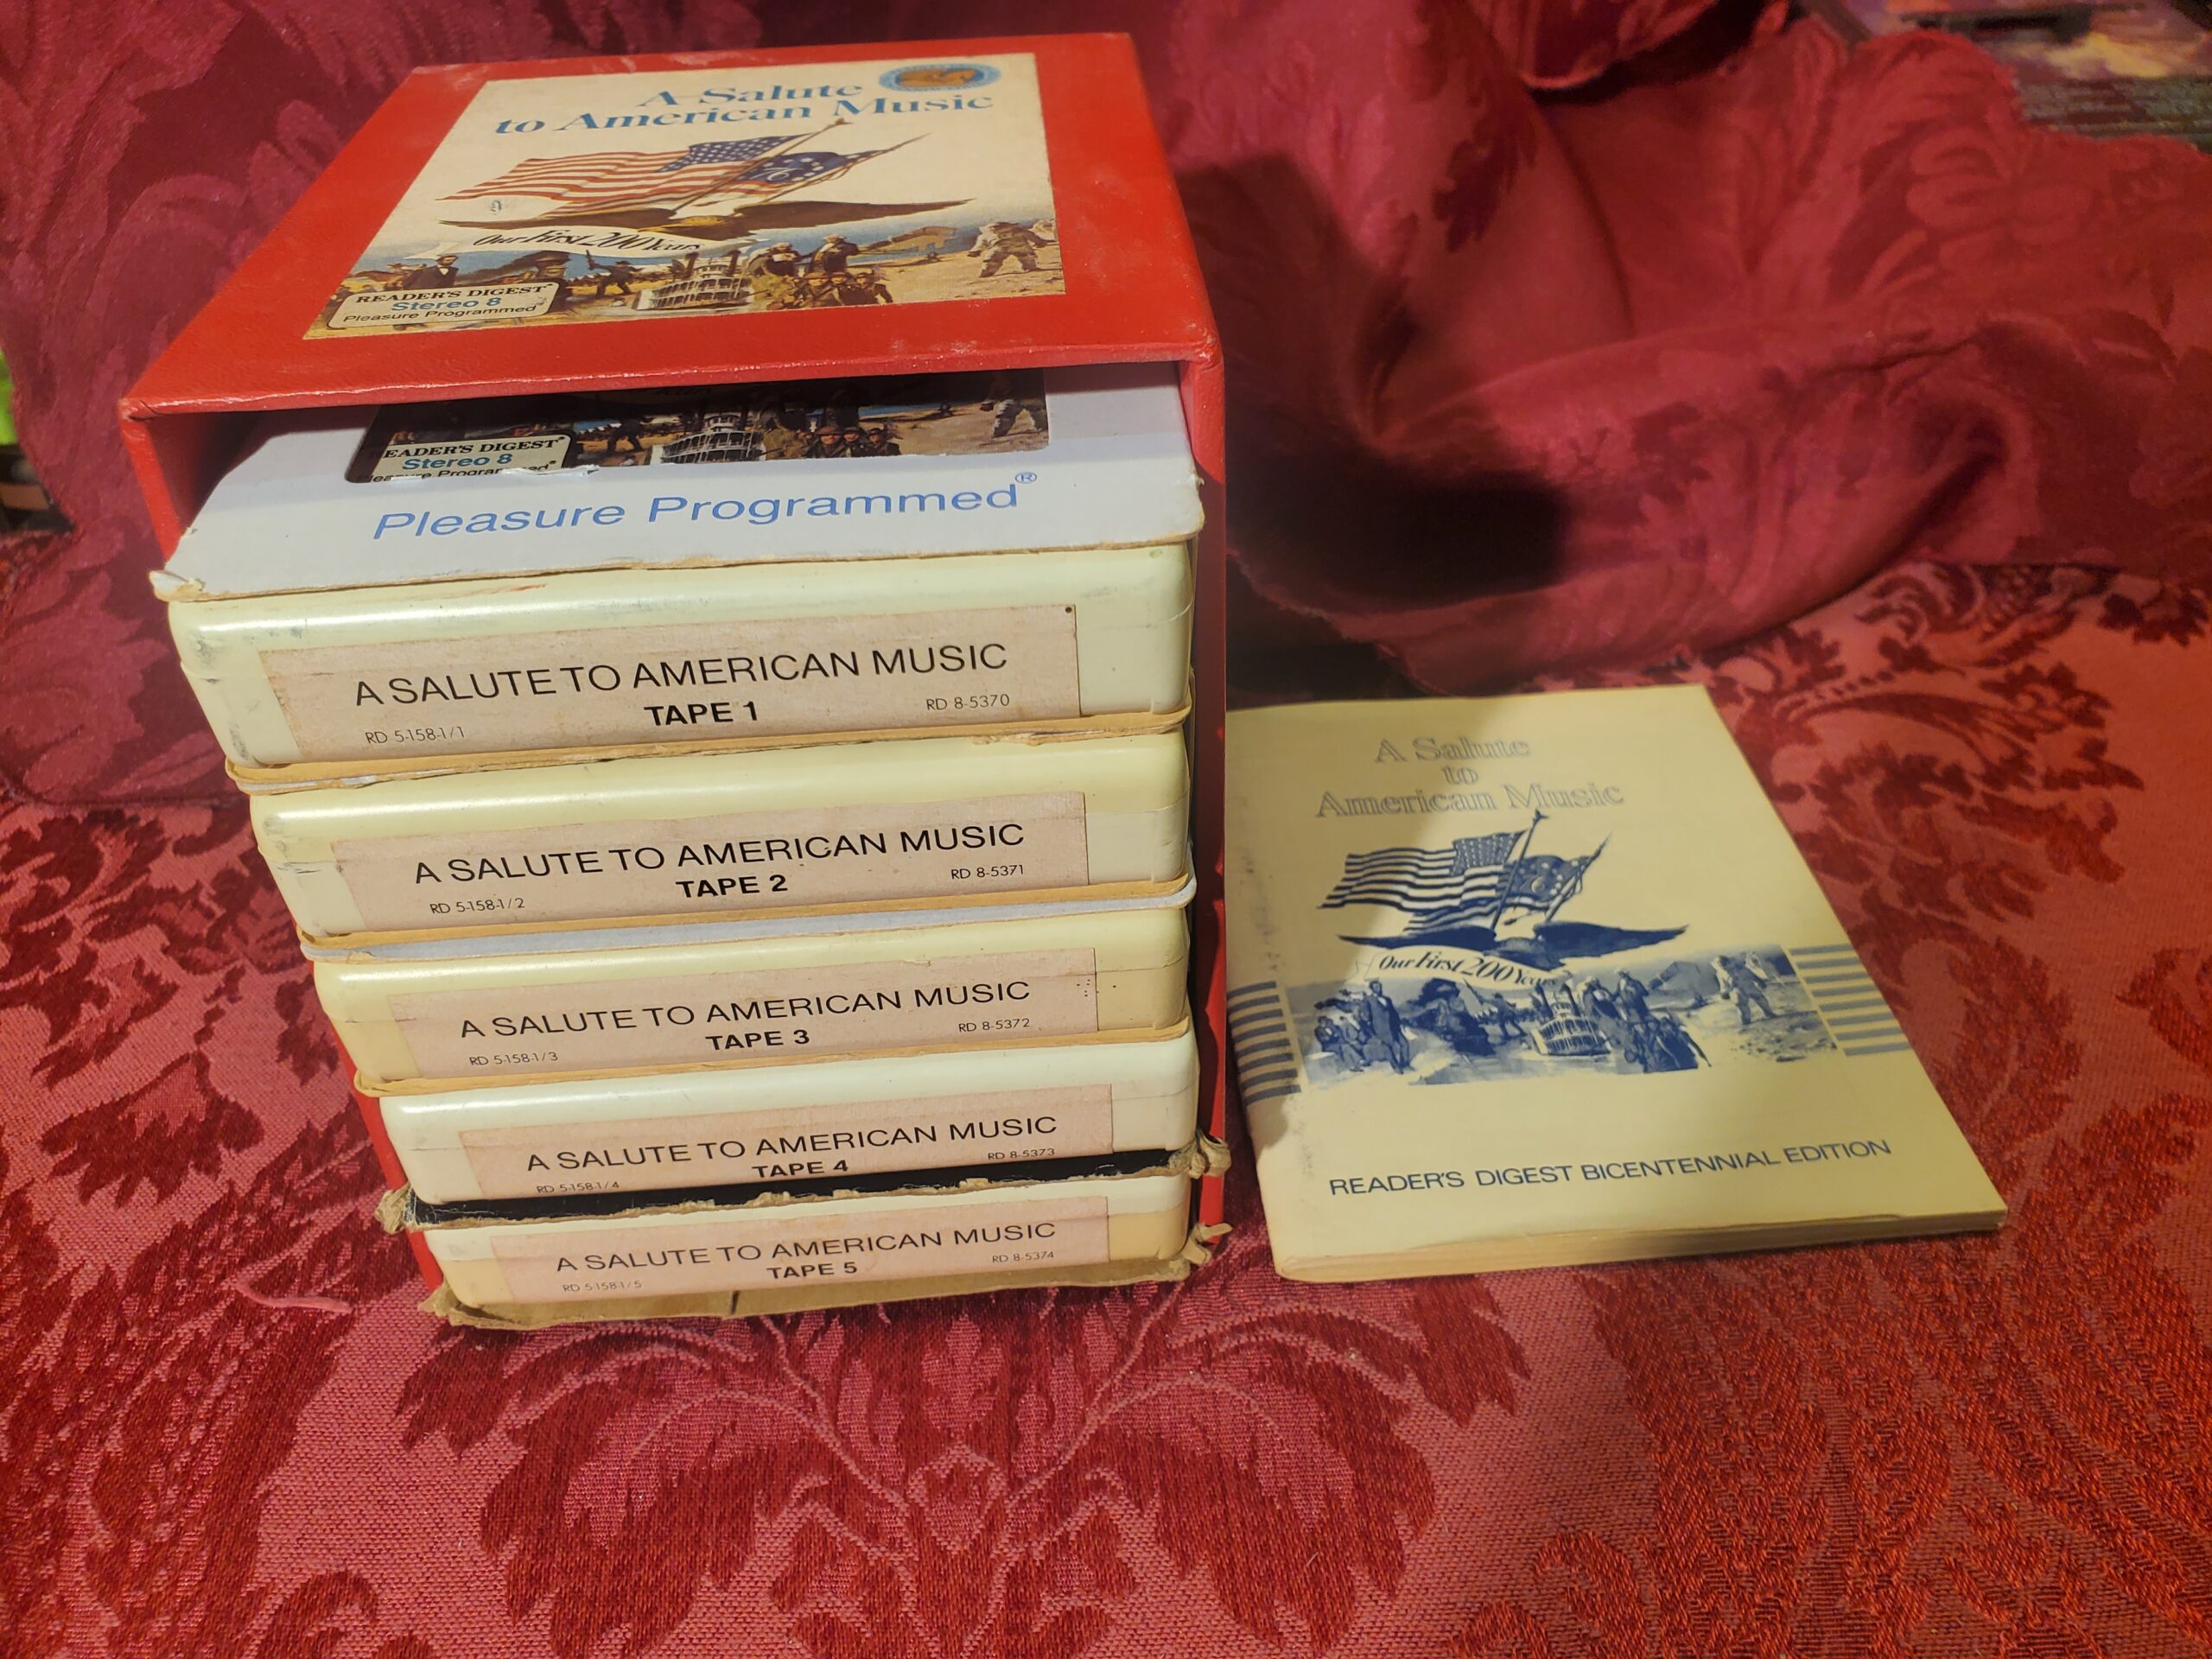 A Salute
to American Music
76
Our First 200 Years
READER'S DIGEST®
Stereo 8
Pleasure Programmed®
READER'S DIGEST®
Stereo 8
Pleasure Programmed®
Pleasure Programmed®
A SALUTE TO AMERICAN MUSIC
TAPE 1
RD 5-158-1/1
RD 8-5370
A SALUTE TO AMERICAN MUSIC
TAPE 2
RD 5-158-1/2
RD 8-5371
A SALUTE TO AMERICAN MUSIC
TAPE 3
RD 5-158-1/3
RD 8-5372
A SALUTE TO AMERICAN MUSIC
TAPE 4
RD 5-158-1/4
RD 8-5373
A SALUTE TO AMERICAN MUSIC
TAPE 5
RD 5-158-1/5
RD 8-5374
A Salute
to
American Music
Our First 200 Years
READER'S DIGEST BICENTENNIAL EDITION